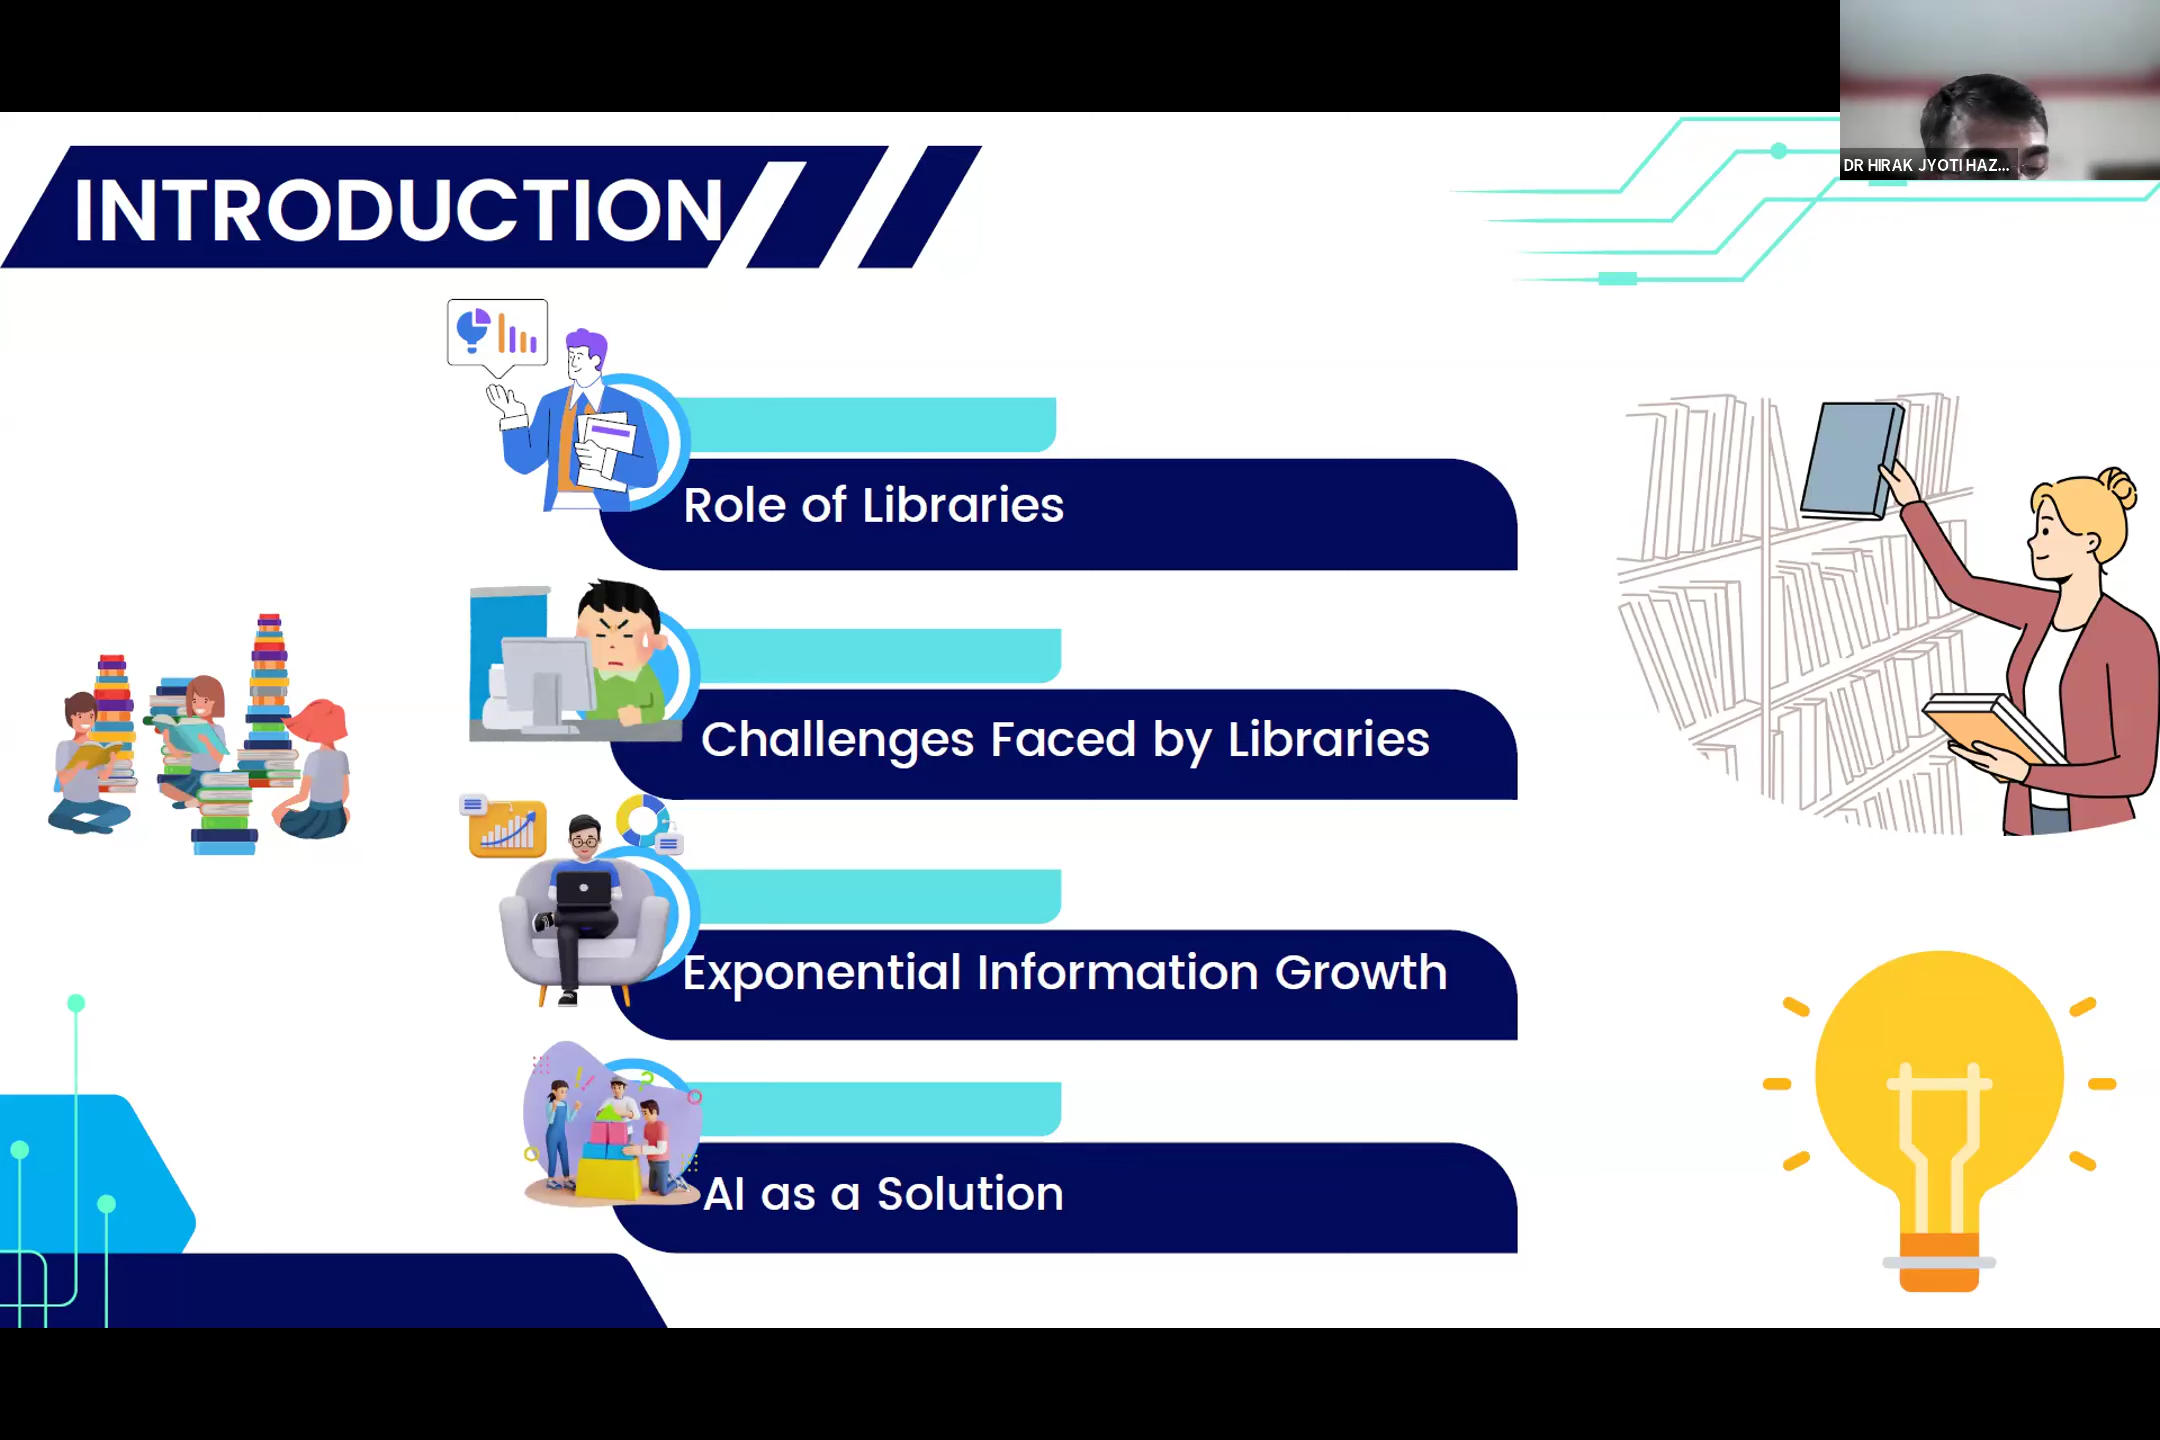 DR HIRAK JYOTI HAZ...
INTRODUCTION
Role of Libraries
Challenges Faced by Libraries
Exponential Information Growth
AI as a Solution